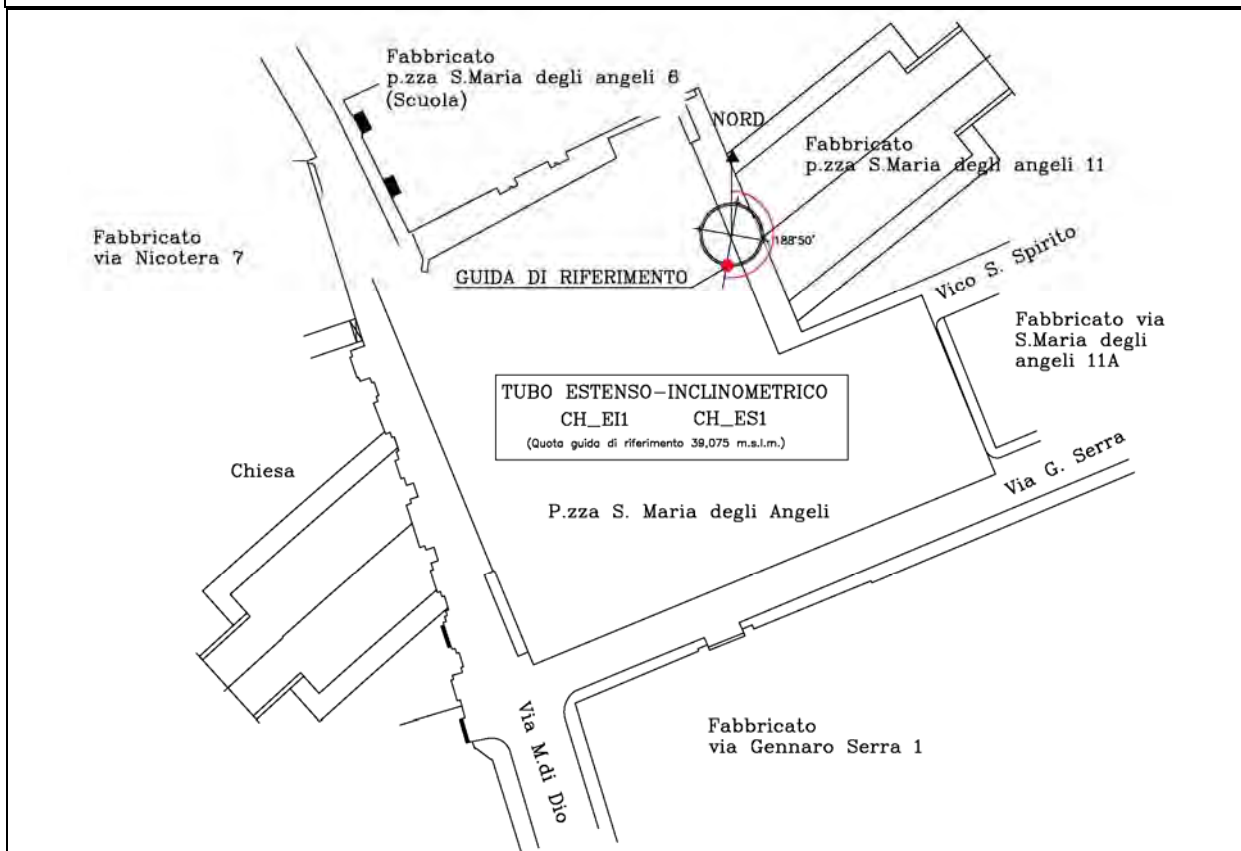 Fabbricato
p.zza S.Maria degli angeli 6
(Scuola)
NORD
Fabbricato
p.zza S.Maria degli angeli 11
Fabbricato
via Nicotera 7
188°50'
GUIDA DI RIFERIMENTO
Vico S. Spirito
Fabbricato via
S.Maria degli
angeli 11A
TUBO ESTENSO-INCLINOMETRICO
CH_EI1 CH_ES1
(Quota guida di riferimento 39,075 m.s.l.m.)
Chiesa
Via G. Serra
P.zza S. Maria degli Angeli
Via M.di Dio
Fabbricato
via Gennaro Serra 1